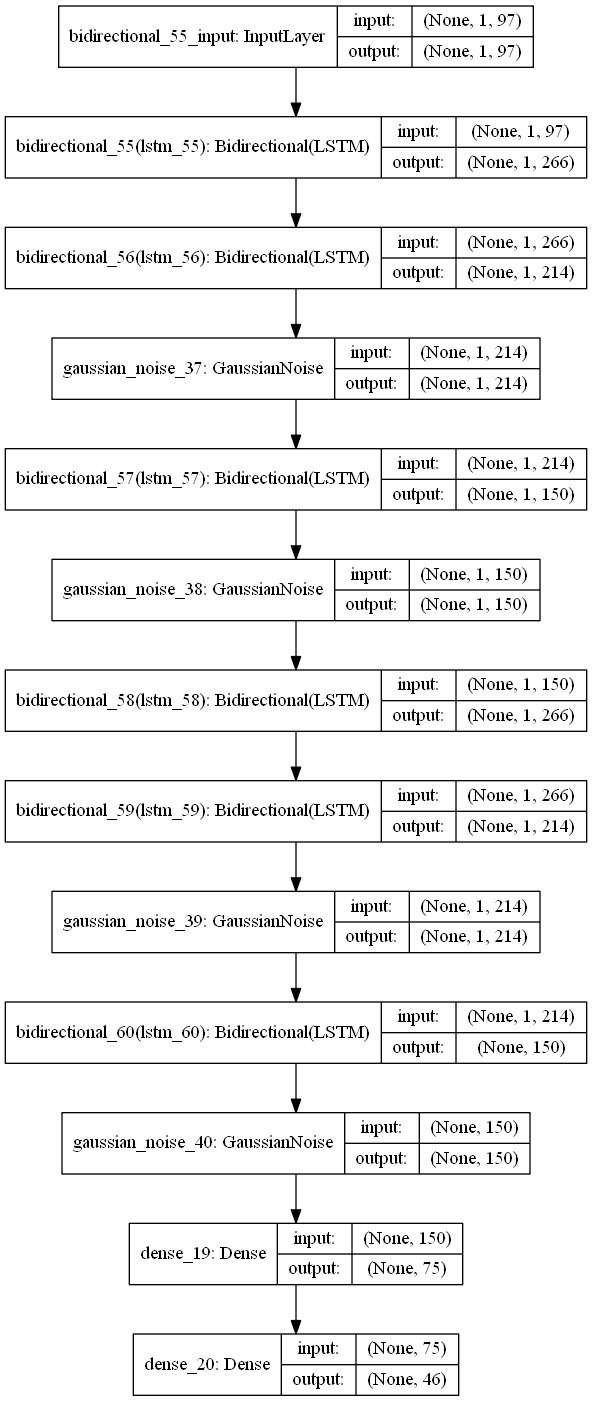 bidirectional_55_input: InputLayer
input: (None, 1, 97)
output: (None, 1, 97)
bidirectional_55(lstm_55): Bidirectional(LSTM)
input: (None, 1, 97)
output: (None, 1, 266)
bidirectional_56(lstm_56): Bidirectional(LSTM)
input: (None, 1, 266)
output: (None, 1, 214)
gaussian_noise_37: GaussianNoise
input: (None, 1, 214)
output: (None, 1, 214)
bidirectional_57(lstm_57): Bidirectional(LSTM)
input: (None, 1, 214)
output: (None, 1, 150)
gaussian_noise_38: GaussianNoise
input: (None, 1, 150)
output: (None, 1, 150)
bidirectional_58(lstm_58): Bidirectional(LSTM)
input: (None, 1, 150)
output: (None, 1, 266)
bidirectional_59(lstm_59): Bidirectional(LSTM)
input: (None, 1, 266)
output: (None, 1, 214)
gaussian_noise_39: GaussianNoise
input: (None, 1, 214)
output: (None, 1, 214)
bidirectional_60(lstm_60): Bidirectional(LSTM)
input: (None, 1, 214)
output: (None, 150)
gaussian_noise_40: GaussianNoise
input: (None, 150)
output: (None, 150)
dense_19: Dense
input: (None, 150)
output: (None, 75)
dense_20: Dense
input: (None, 75)
output: (None, 46)